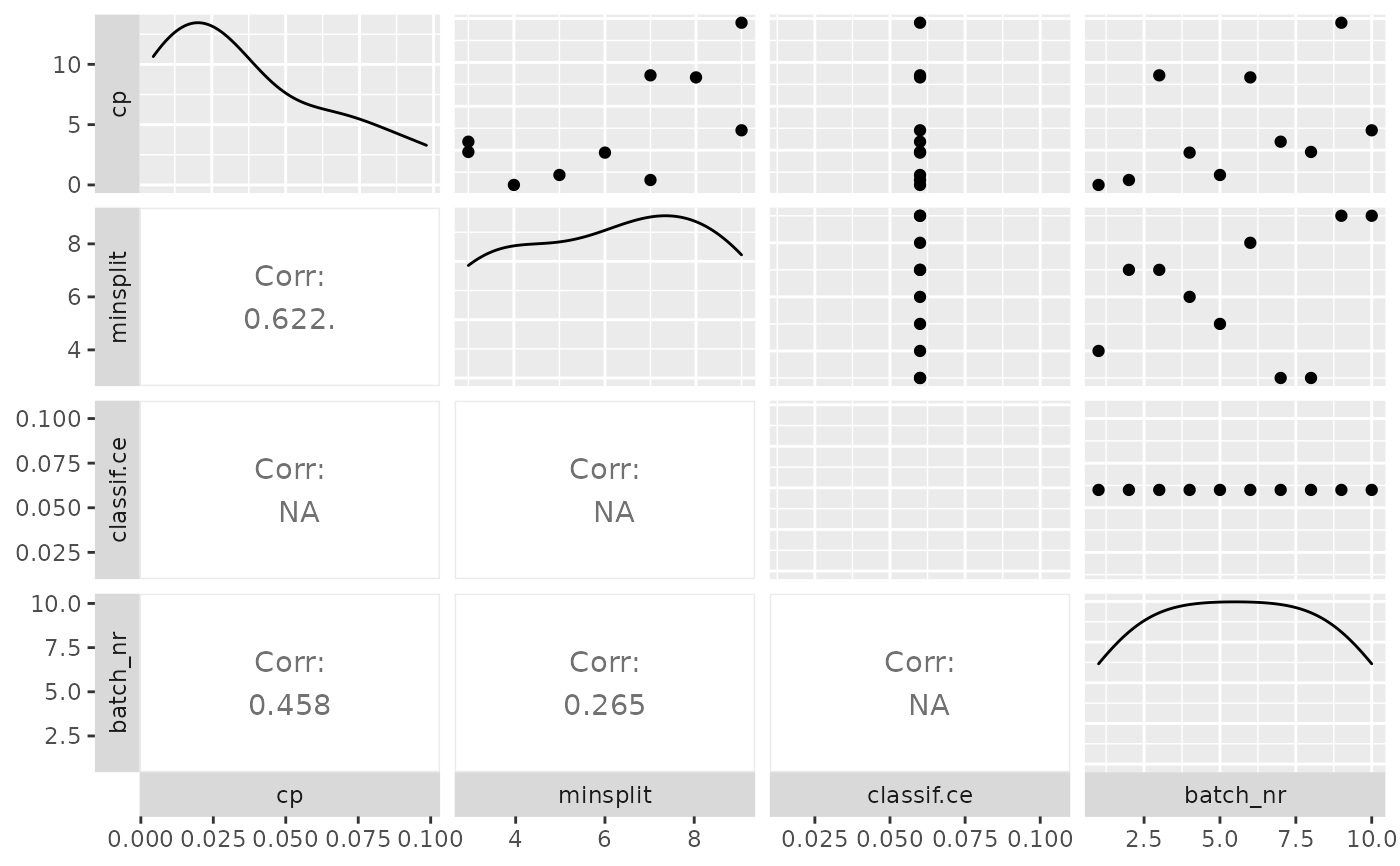 10
5
0
cp
8
6
4
minsplit
Corr:
0.622.
0.100
0.075
0.050
0.025
classif.ce
Corr:
NA
Corr:
NA
10.0
7.5
5.0
2.5
batch_nr
Corr:
0.458
Corr:
0.265
Corr:
NA
cp minsplit classif.ce batch_nr
0.000 0.025 0.050 0.075 0.100 4 6 8 0.025 0.050 0.075 0.100 2.5 5.0 7.5 10.0